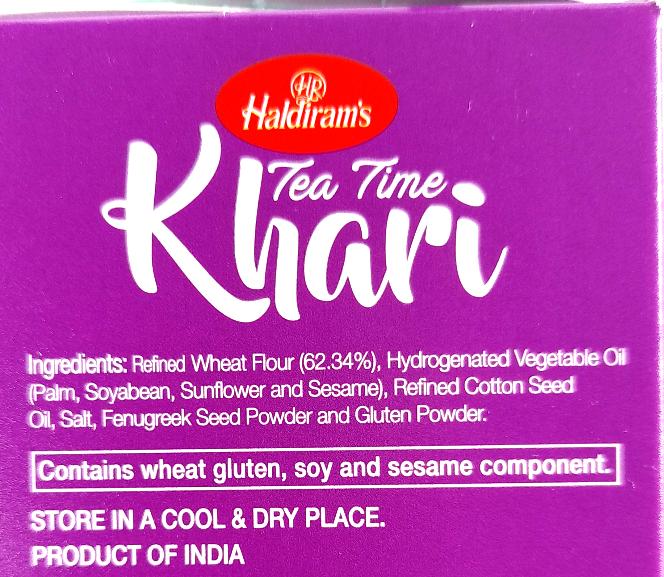 HR
Haldiram's
Tea Time
Khari
Ingredients: Refined Wheat Flour (62.34%), Hydrogenated Vegetable Oil
(Palm, Soyabean, Sunflower and Sesame), Refined Cotton Seed
Oil, Salt, Fenugreek Seed Powder and Gluten Powder.
Contains wheat gluten, soy and sesame component.
STORE IN A COOL & DRY PLACE.
PRODUCT OF INDIA